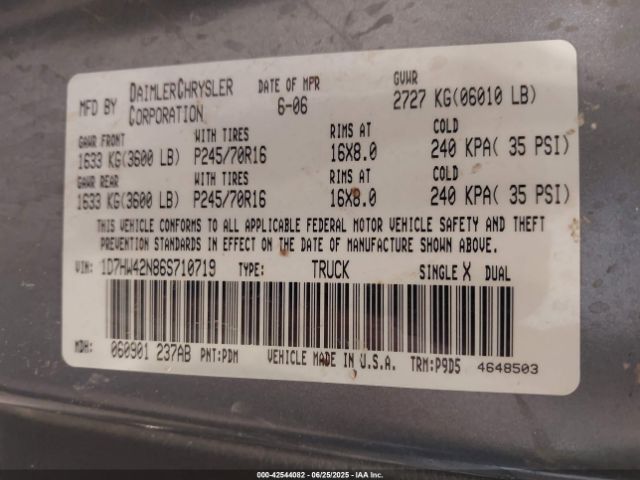 MFD BY DAIMLERCHRYSLER CORPORATION DATE OF MFR 6-06 GVWR 2727 KG(06010 LB)
GAWR FRONT WITH TIRES RIMS AT COLD
1633 KG(3600 LB) P245/70R16 16X8.0 240 KPA( 35 PSI)
GAWR REAR WITH TIRES RIMS AT COLD
1633 KG(3600 LB) P245/70R16 16X8.0 240 KPA( 35 PSI)
THIS VEHICLE CONFORMS TO ALL APPLICABLE FEDERAL MOTOR VEHICLE SAFETY AND THEFT
PREVENTION STANDARDS IN EFFECT ON THE DATE OF MANUFACTURE SHOWN ABOVE.
VIN: 1D7HW42N86S710719 TYPE: TRUCK SINGLE X DUAL
MDH: 060901 237AB PNT:PDM VEHICLE MADE IN U.S.A. TRM:P9D5 4648503
000-42544082 - 06/25/2025 - IAA Inc.